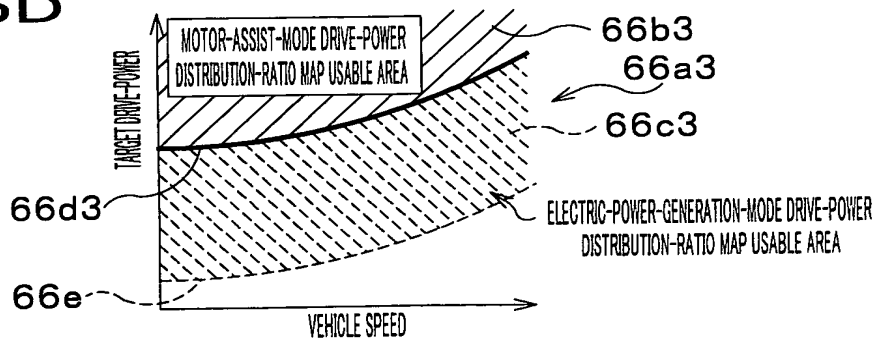 MOTOR-ASSIST-MODE DRIVE-POWER
DISTRIBUTION-RATIO MAP USABLE AREA
66b3
66a3
66c3
TARGET DRIVE-POWER
66d3
ELECTRIC-POWER-GENERATION-MODE DRIVE-POWER
DISTRIBUTION-RATIO MAP USABLE AREA
66e
VEHICLE SPEED